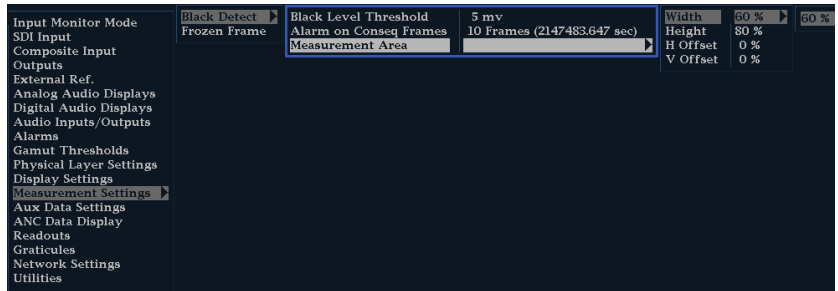 Input Monitor Mode
SDI Input
Composite Input
Outputs
External Ref.
Analog Audio Displays
Digital Audio Displays
Audio Inputs/Outputs
Alarms
Gamut Thresholds
Physical Layer Settings
Display Settings
Measurement Settings
Aux Data Settings
ANC Data Display
Readouts
Graticules
Network Settings
Utilities
Black Detect
Frozen Frame
Black Level Threshold 5 mv
Alarm on Conseq Frames 10 Frames (2147483.647 sec)
Measurement Area
Width 60 %
Height 80 %
H Offset 0 %
V Offset 0 %
60 %